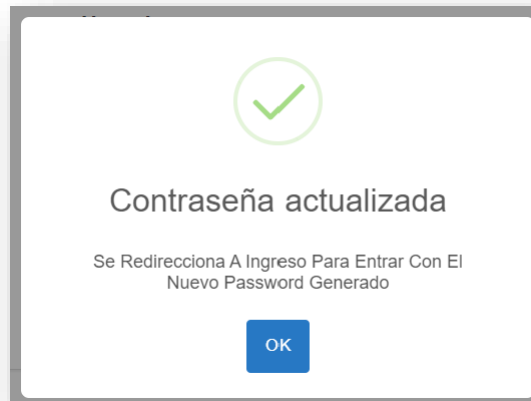 Contraseña actualizada
Se Redirecciona A Ingreso Para Entrar Con El
Nuevo Password Generado
OK